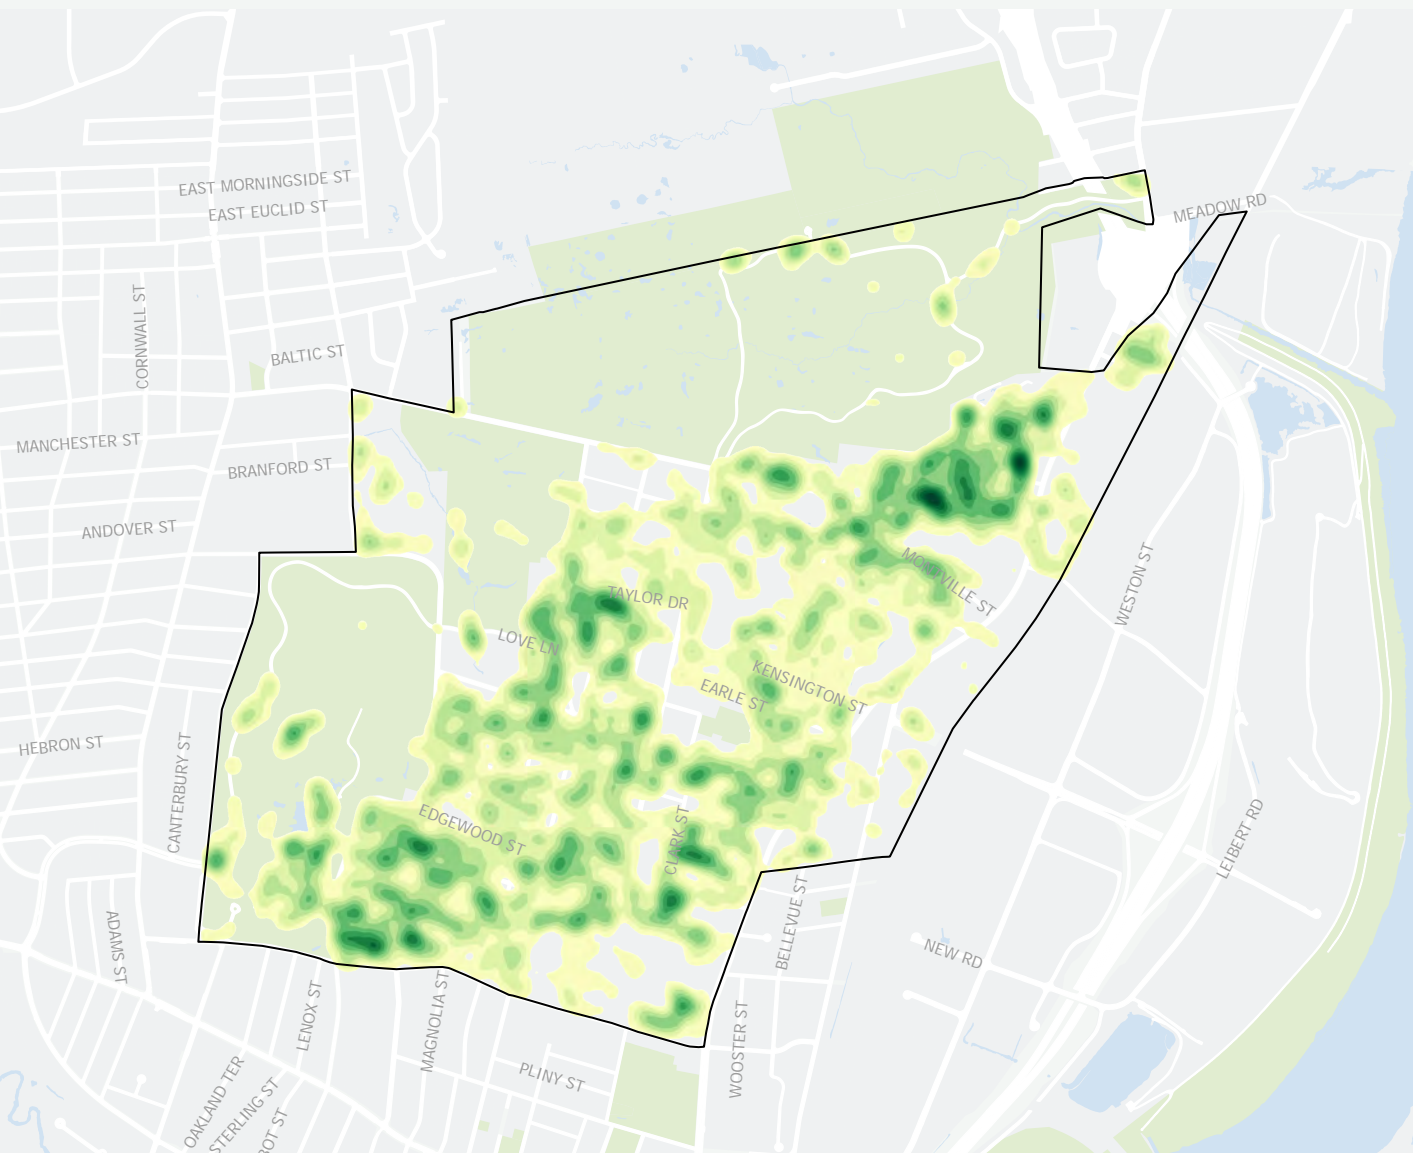 EAST MORNINGSIDE ST
EAST EUCLID ST
MEADOW RD
CORNWALL ST
BALTIC ST
MANCHESTER ST
BRANFORD ST
ANDOVER ST
MONTVILLE ST
WESTON ST
TAYLOR DR
LOVE LN
KENSINGTON ST
EARLE ST
HEBRON ST
CANTERBURY ST
EDGEWOOD ST
CLARK ST
LEIBERT RD
ADAMS ST
BELLEVUE ST
NEW RD
LENOX ST
MAGNOLIA ST
WOOSTER ST
PLINY ST
OAKLAND TER
STERLING ST
BOT ST